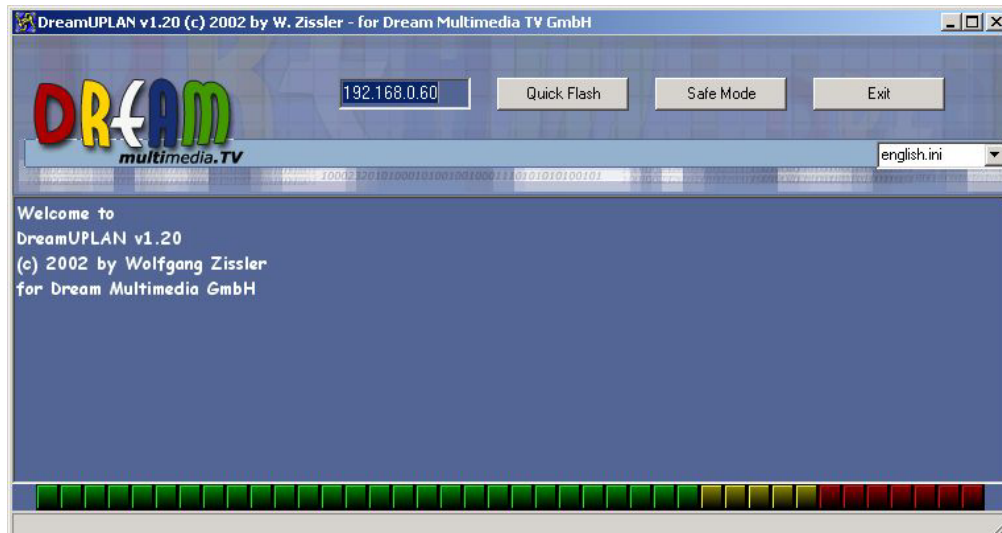 DreamUPLAN v1.20 (c) 2002 by W. Zissler - for Dream Multimedia TV GmbH
192.168.0.60
Quick Flash
Safe Mode
Exit
DREAM
multimedia.TV
english.ini
Welcome to
DreamUPLAN v1.20
(c) 2002 by Wolfgang Zissler
for Dream Multimedia GmbH